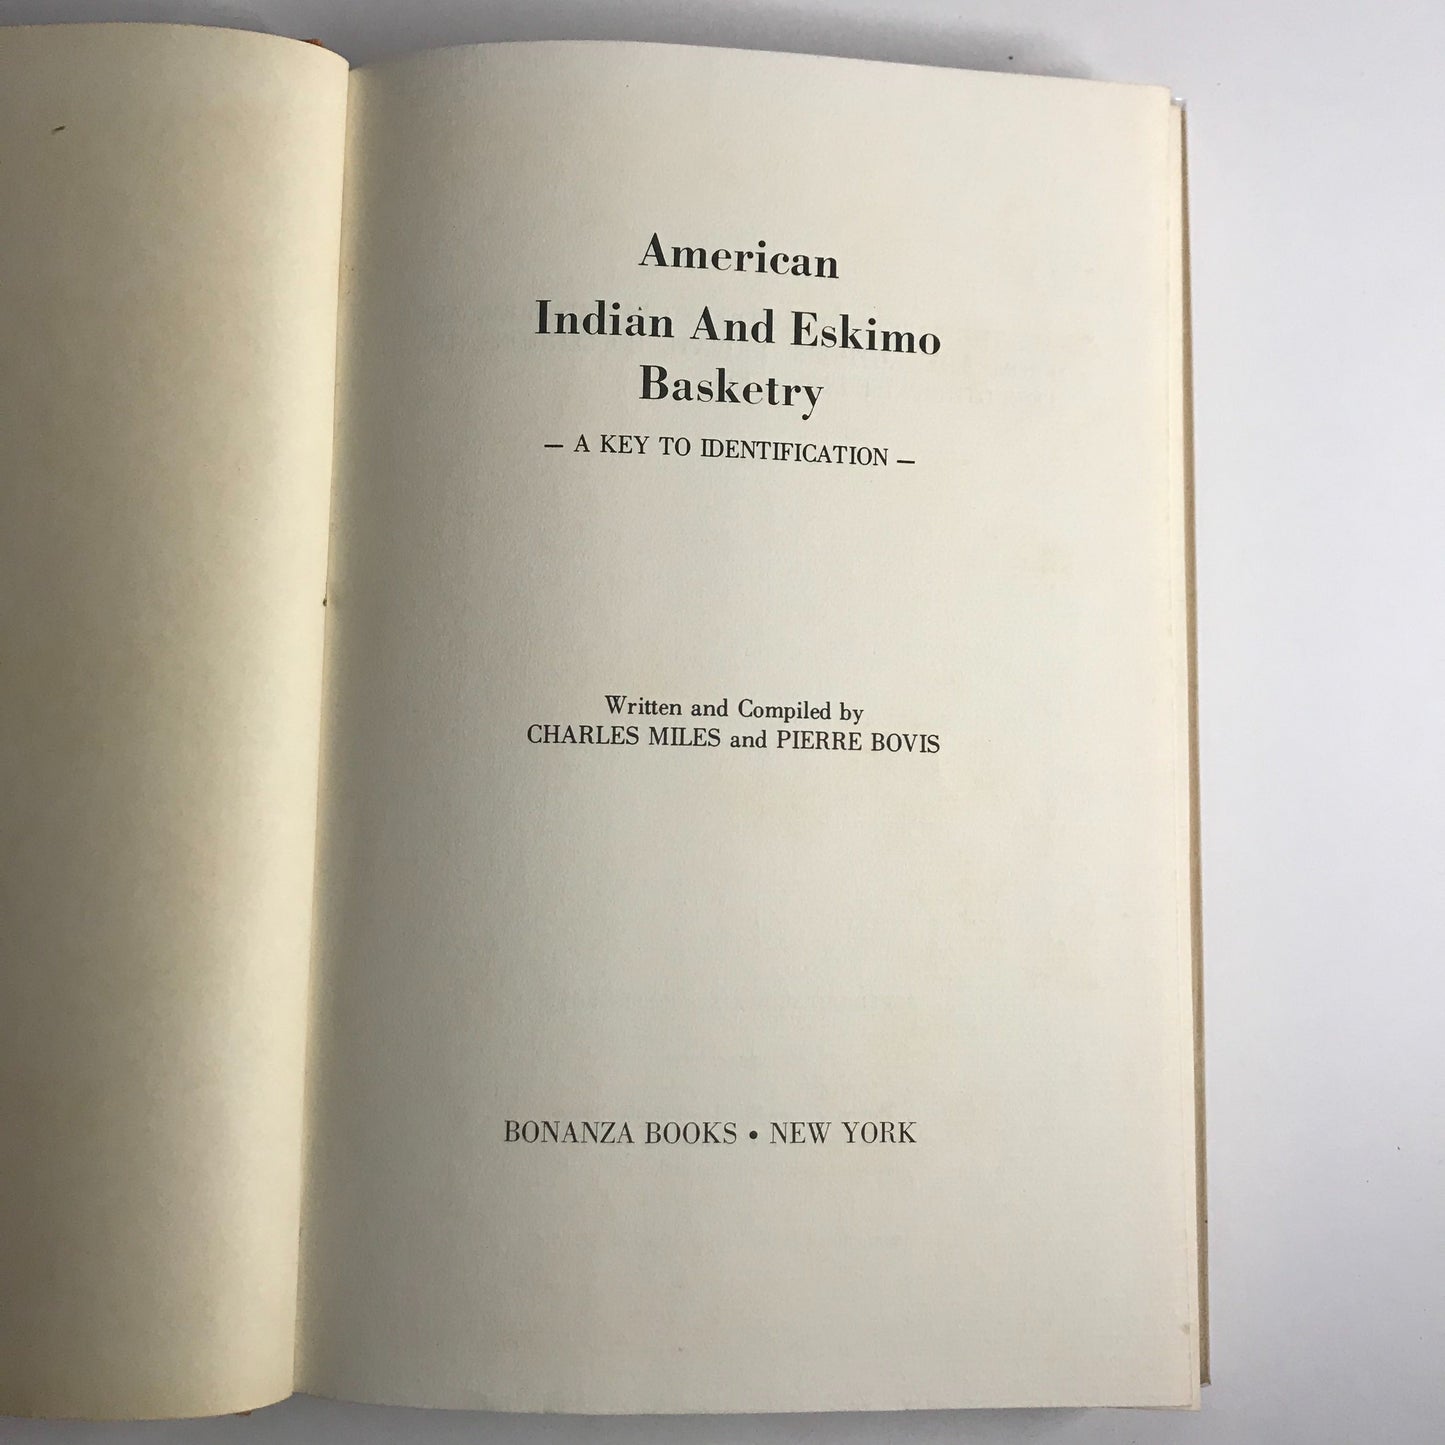 American
Indian And Eskimo
Basketry
— A KEY TO IDENTIFICATION —
Written and Compiled by
CHARLES MILES and PIERRE BOVIS
BONANZA BOOKS • NEW YORK